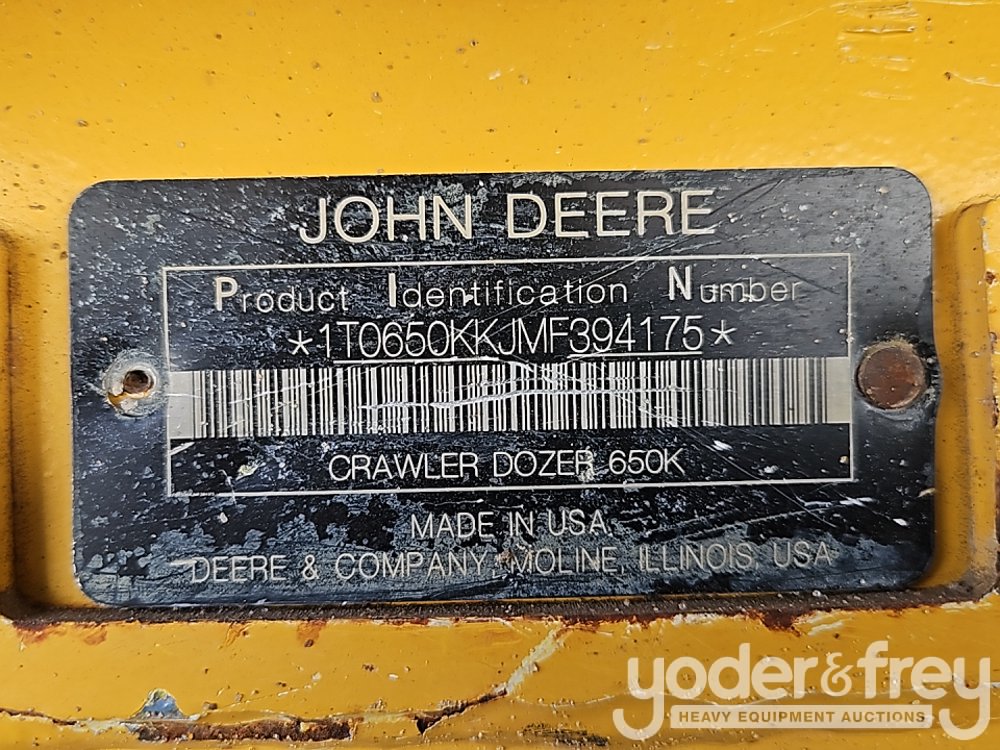 JOHN DEERE
Product Identification Number
*1T0650KKJMF394175*
CRAWLER DOZER 650K
MADE IN USA
DEERE & COMPANY, MOLINE, ILLINOIS, USA
yoder&frey
HEAVY EQUIPMENT AUCTIONS